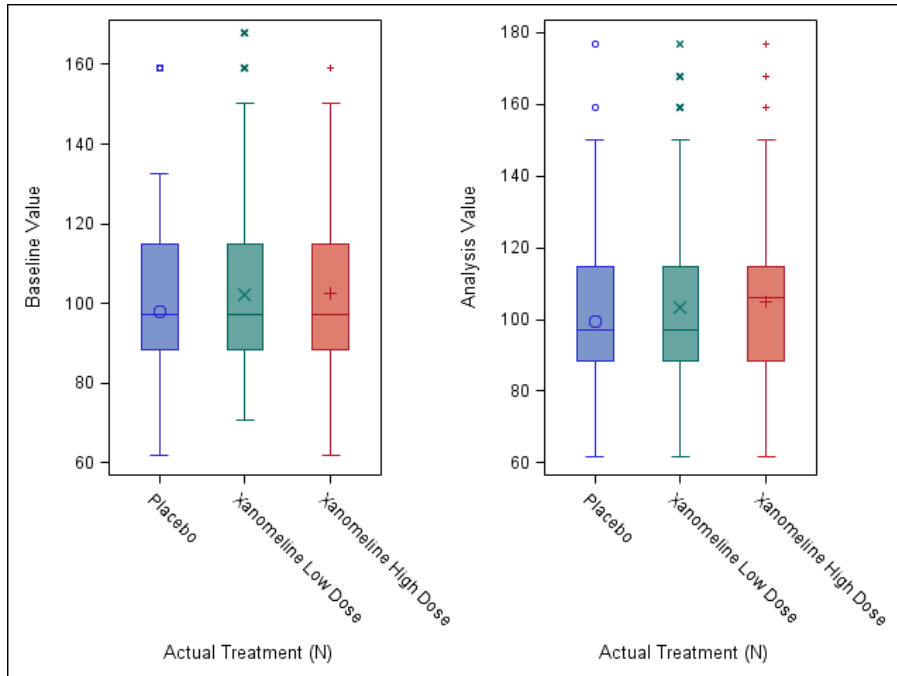 Baseline Value
160
140
120
100
80
60
Placebo
Xanomeline Low Dose
Xanomeline High Dose
Actual Treatment (N)
Analysis Value
180
160
140
120
100
80
60
Placebo
Xanomeline Low Dose
Xanomeline High Dose
Actual Treatment (N)